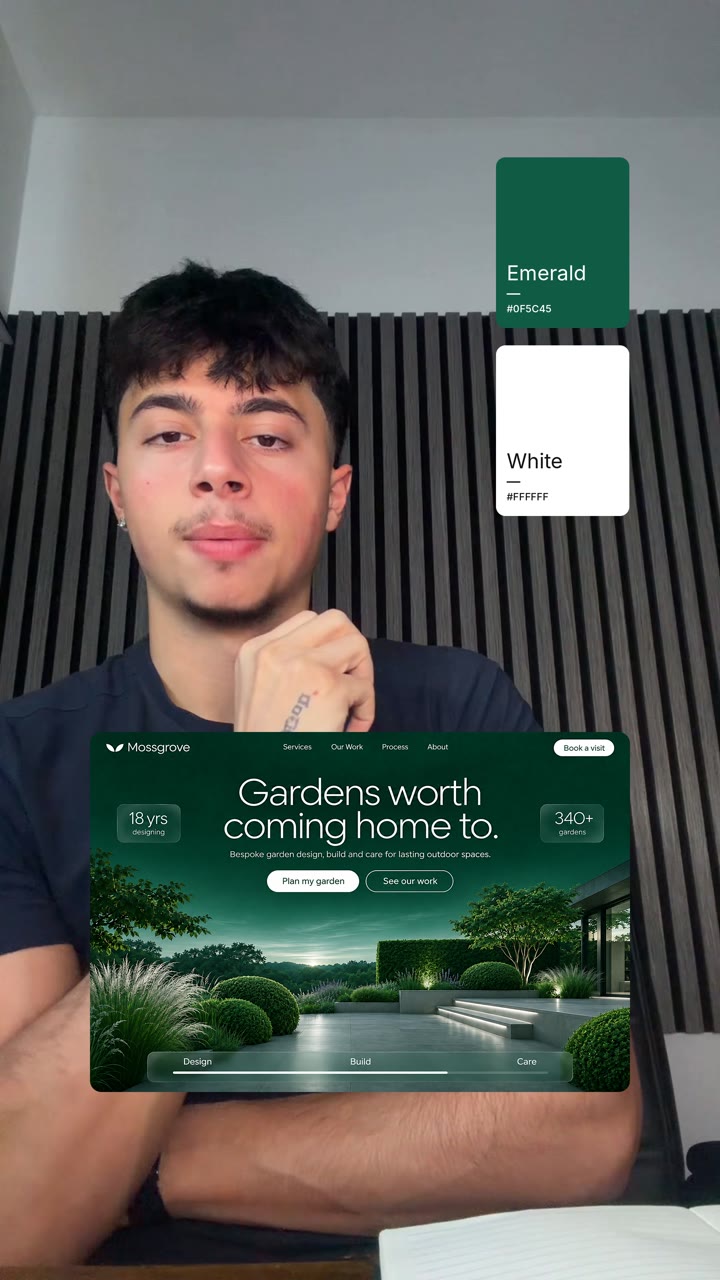 Emerald
#0F5C45
White
#FFFFFF
Mossgrove
Services
Our Work
Process
About
Book a visit
Gardens worth
coming home to.
18 yrs
designing
340+
gardens
Bespoke garden design, build and care for lasting outdoor spaces.
Plan my garden
See our work
Design
Build
Care